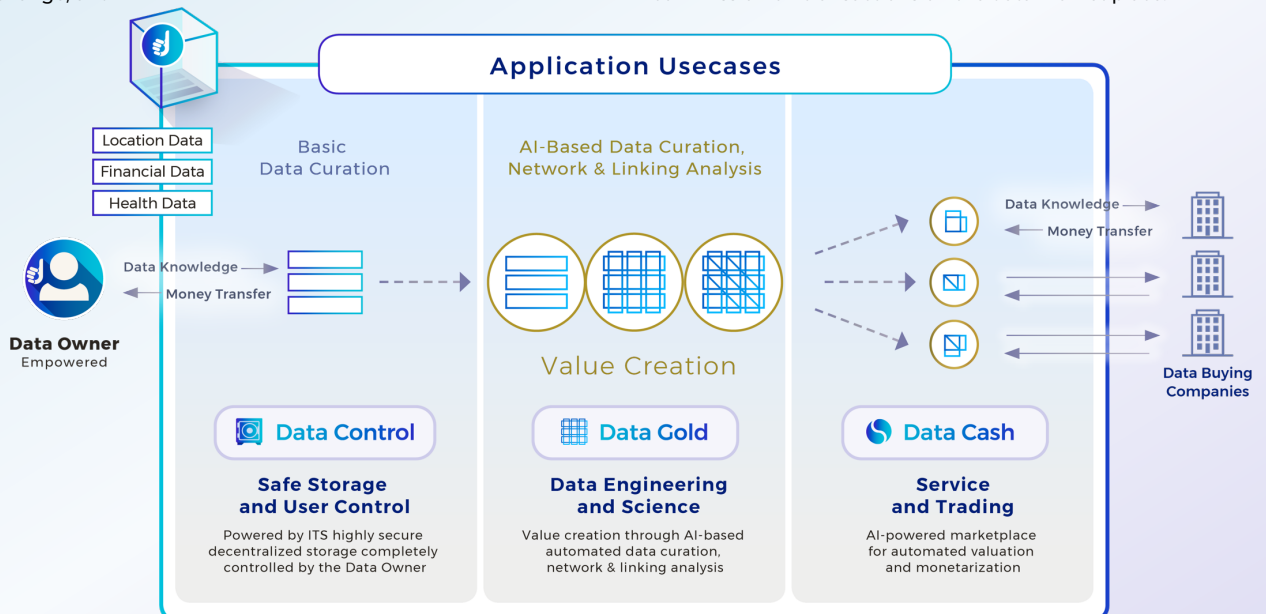 Application Usecases
Location Data
Financial Data
Health Data
Basic
Data Curation
AI-Based Data Curation,
Network & Linking Analysis
Data Knowledge
Money Transfer
Data Knowledge
Money Transfer
Data Owner
Empowered
Value Creation
Data Buying
Companies
Data Control
Data Gold
Data Cash
Safe Storage
and User Control
Powered by ITS highly secure
decentralized storage completely
controlled by the Data Owner
Data Engineering
and Science
Value creation through AI-based
automated data curation,
network & linking analysis
Service
and Trading
AI-powered marketplace
for automated valuation
and monetarization